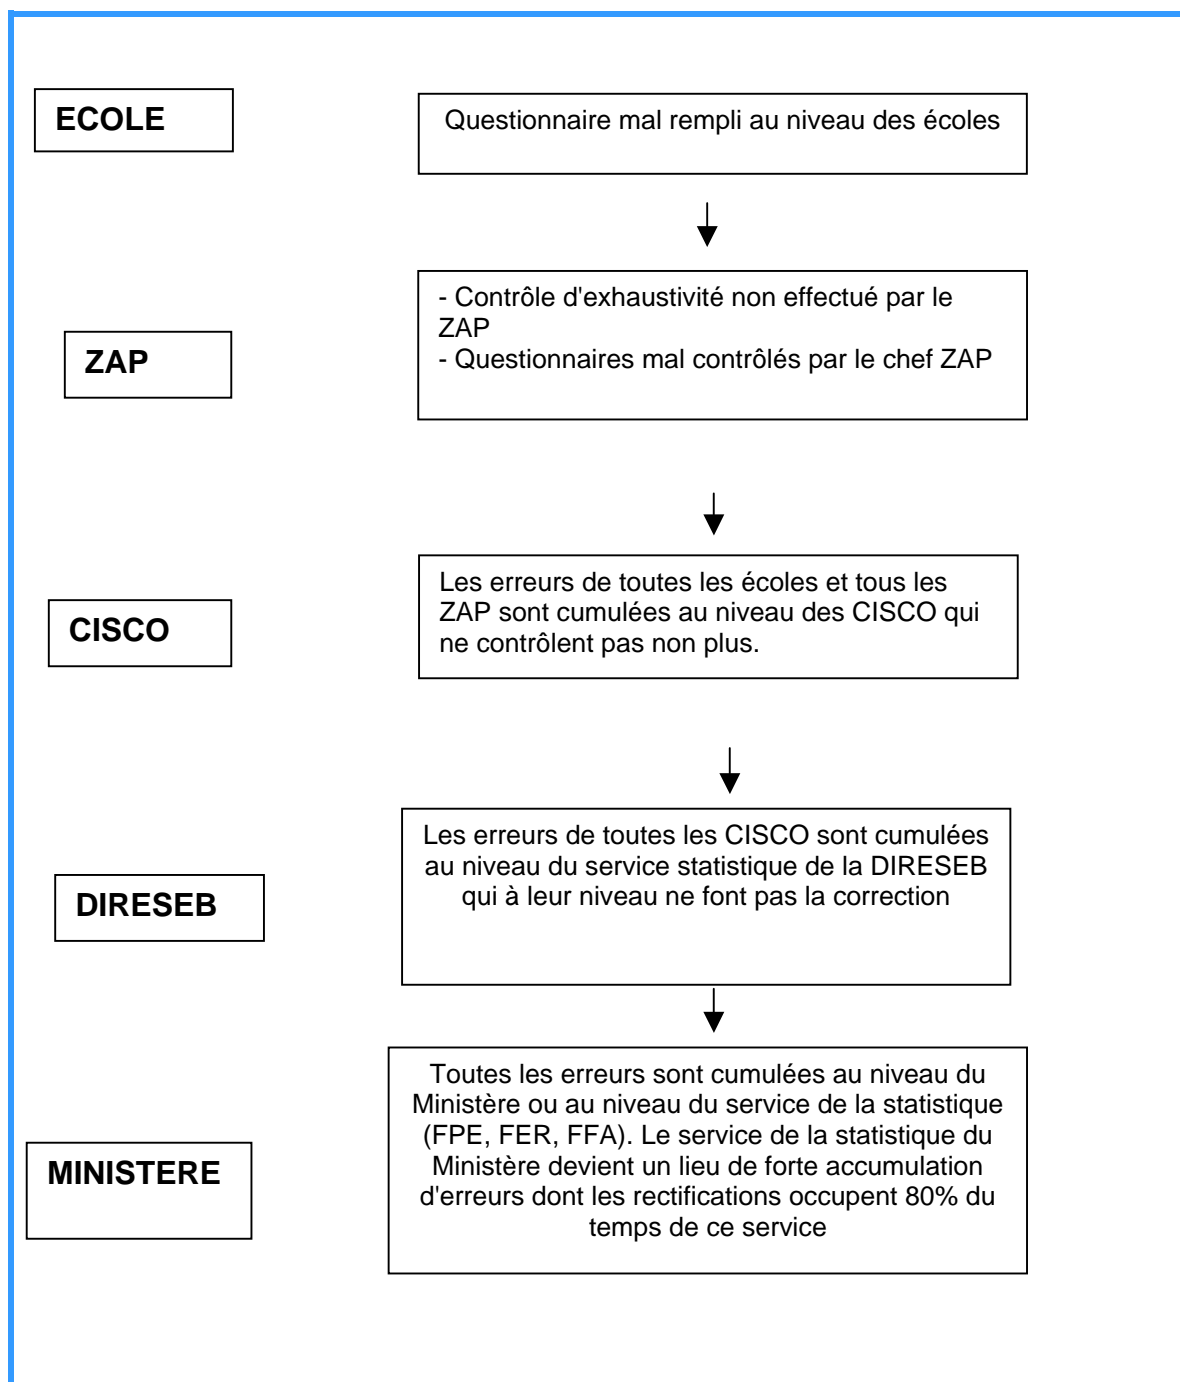 ECOLE
Questionnaire mal rempli au niveau des écoles
ZAP
- Contrôle d'exhaustivité non effectué par le
ZAP
- Questionnaires mal contrôlés par le chef ZAP
CISCO
Les erreurs de toutes les écoles et tous les
ZAP sont cumulées au niveau des CISCO qui
ne contrôlent pas non plus.
DIRESEB
Les erreurs de toutes les CISCO sont cumulées
au niveau du service statistique de la DIRESEB
qui à leur niveau ne font pas la correction
MINISTERE
Toutes les erreurs sont cumulées au niveau du
Ministère ou au niveau du service de la statistique
(FPE, FER, FFA). Le service de la statistique du
Ministère devient un lieu de forte accumulation
d'erreurs dont les rectifications occupent 80% du
temps de ce service